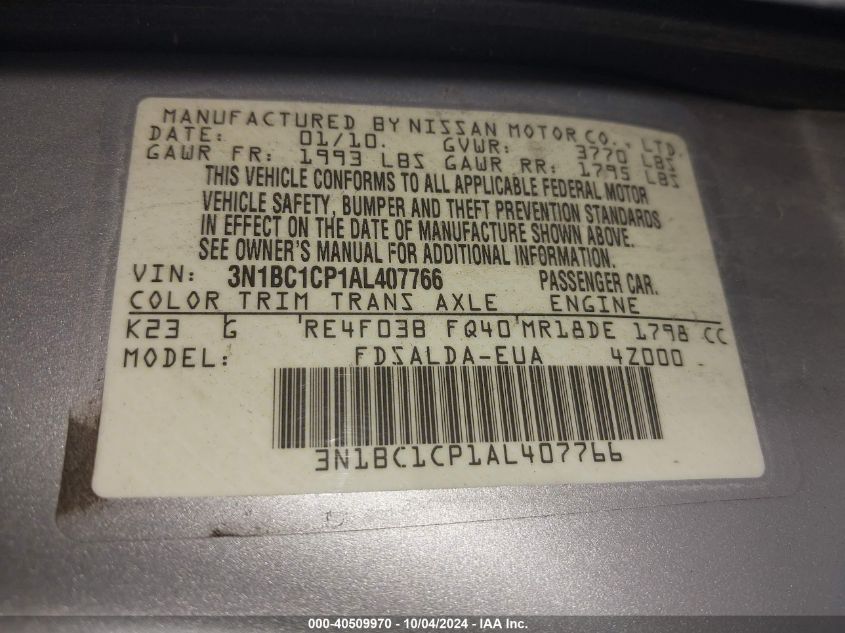 MANUFACTURED BY NISSAN MOTOR CO., LTD.
DATE: 01/10. GVWR: 3770 LBS
GAWR FR: 1993 LBS GAWR RR: 1795 LBS
THIS VEHICLE CONFORMS TO ALL APPLICABLE FEDERAL MOTOR
VEHICLE SAFETY, BUMPER AND THEFT PREVENTION STANDARDS
IN EFFECT ON THE DATE OF MANUFACTURE SHOWN ABOVE.
SEE OWNER'S MANUAL FOR ADDITIONAL INFORMATION.
VIN: 3N1BC1CP1AL407766 PASSENGER CAR.
COLOR TRIM TRANS AXLE ENGINE
K23 G RE4F03B FQ40 MR18DE 1798 CC
MODEL: FDSALDA-EUA 4Z000
3N1BC1CP1AL407766
000-40509970 - 10/04/2024 - IAA Inc.